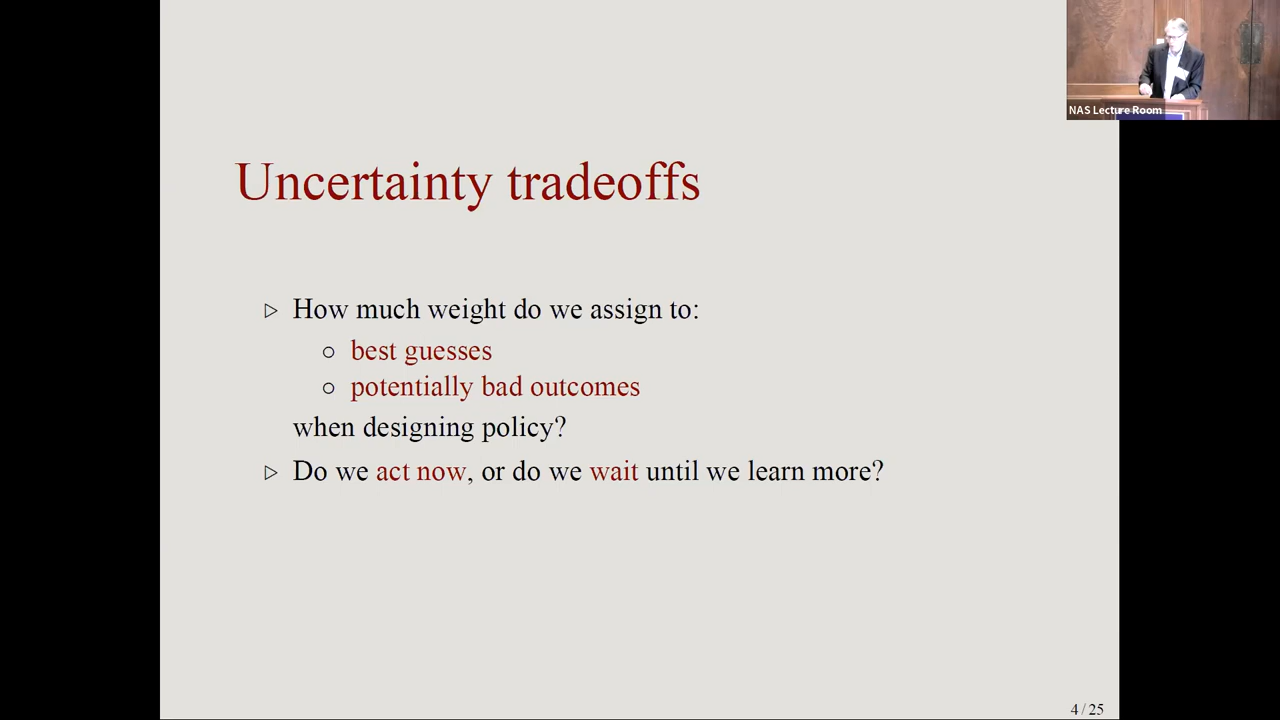 NAS Lecture Room
Uncertainty tradeoffs
▷ How much weight do we assign to:
○ best guesses
○ potentially bad outcomes
when designing policy?
▷ Do we act now, or do we wait until we learn more?
4 / 25